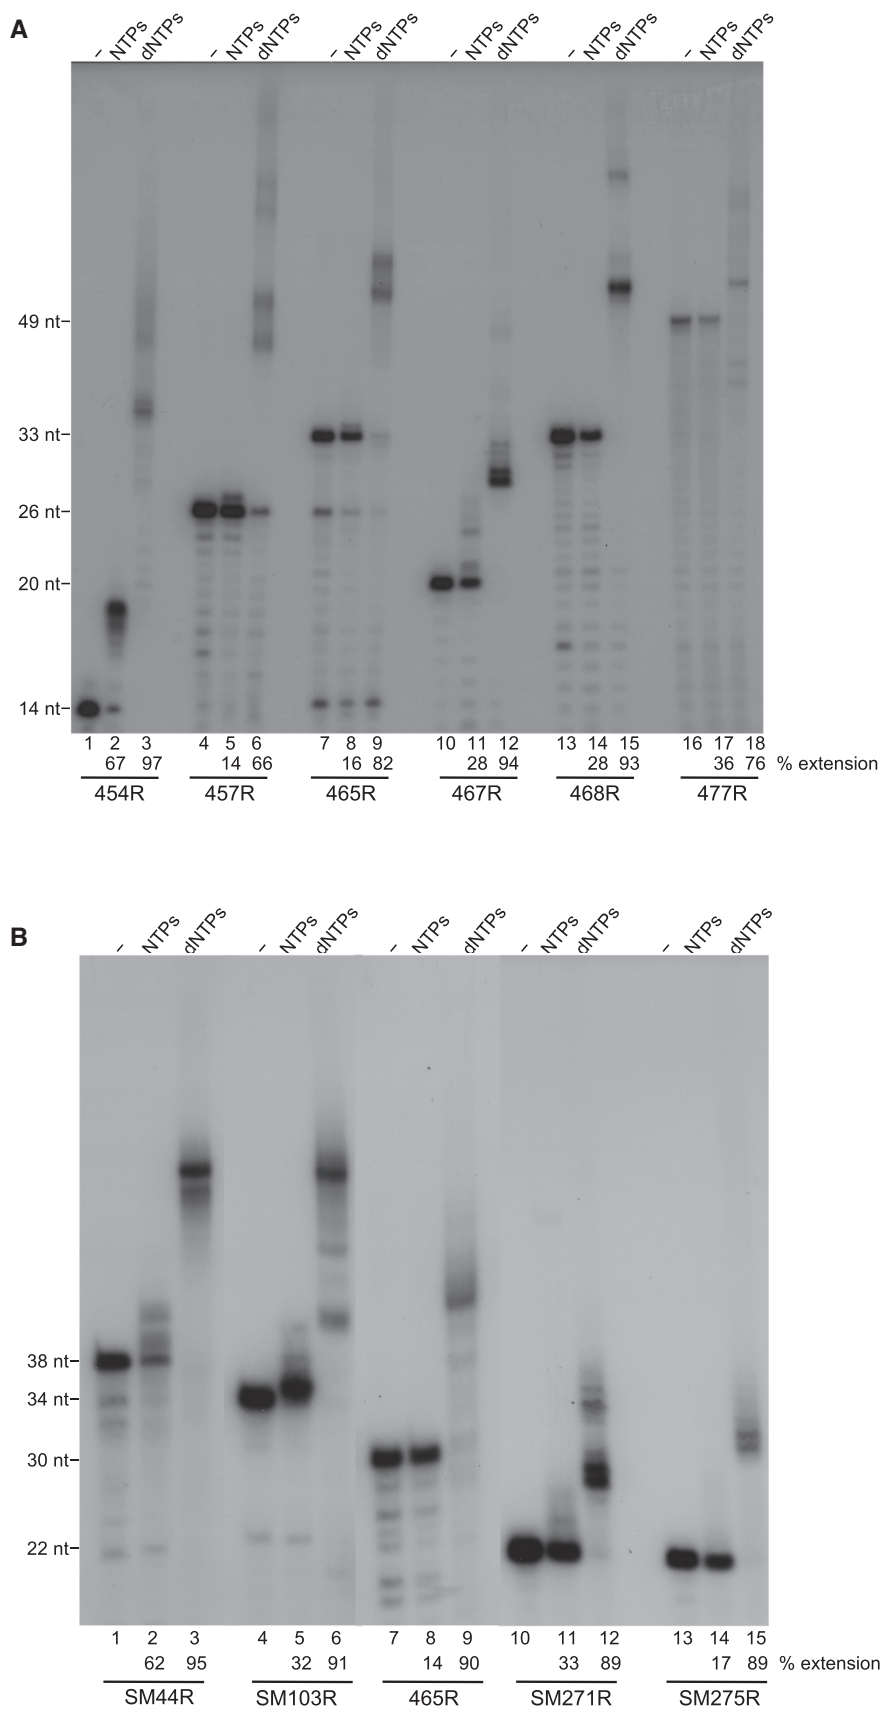 A
– NTPs dNTPs – NTPs dNTPs – NTPs dNTPs – NTPs dNTPs – NTPs dNTPs – NTPs dNTPs
49 nt–
33 nt–
26 nt–
20 nt–
14 nt–
1 2 3 4 5 6 7 8 9 10 11 12 13 14 15 16 17 18
67 97 14 66 16 82 28 94 28 93 36 76 % extension
454R 457R 465R 467R 468R 477R
B
– NTPs dNTPs – NTPs dNTPs – NTPs dNTPs – NTPs dNTPs – NTPs dNTPs
38 nt–
34 nt–
30 nt–
22 nt–
1 2 3 4 5 6 7 8 9 10 11 12 13 14 15
62 95 32 91 14 90 33 89 17 89 % extension
SM44R SM103R 465R SM271R SM275R